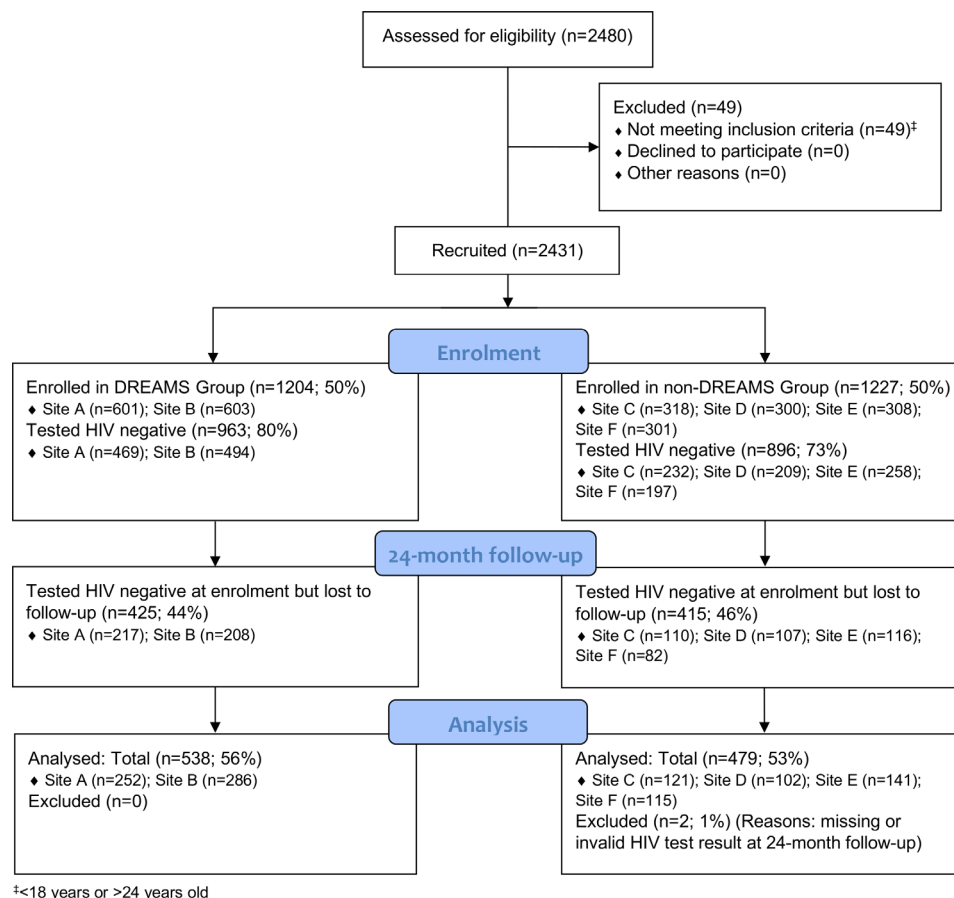 Assessed for eligibility (n=2480)
Excluded (n=49)
♦ Not meeting inclusion criteria (n=49)‡
♦ Declined to participate (n=0)
♦ Other reasons (n=0)
Recruited (n=2431)
Enrolment
Enrolled in DREAMS Group (n=1204; 50%)
♦ Site A (n=601); Site B (n=603)
Tested HIV negative (n=963; 80%)
♦ Site A (n=469); Site B (n=494)
Enrolled in non-DREAMS Group (n=1227; 50%)
♦ Site C (n=318); Site D (n=300); Site E (n=308);
Site F (n=301)
Tested HIV negative (n=896; 73%)
♦ Site C (n=232); Site D (n=209); Site E (n=258);
Site F (n=197)
24-month follow-up
Tested HIV negative at enrolment but lost to
follow-up (n=425; 44%)
♦ Site A (n=217); Site B (n=208)
Tested HIV negative at enrolment but lost to
follow-up (n=415; 46%)
♦ Site C (n=110); Site D (n=107); Site E (n=116);
Site F (n=82)
Analysis
Analysed: Total (n=538; 56%)
♦ Site A (n=252); Site B (n=286)
Excluded (n=0)
Analysed: Total (n=479; 53%)
♦ Site C (n=121); Site D (n=102); Site E (n=141);
Site F (n=115)
Excluded (n=2; 1%) (Reasons: missing or
invalid HIV test result at 24-month follow-up)
‡<18 years or >24 years old